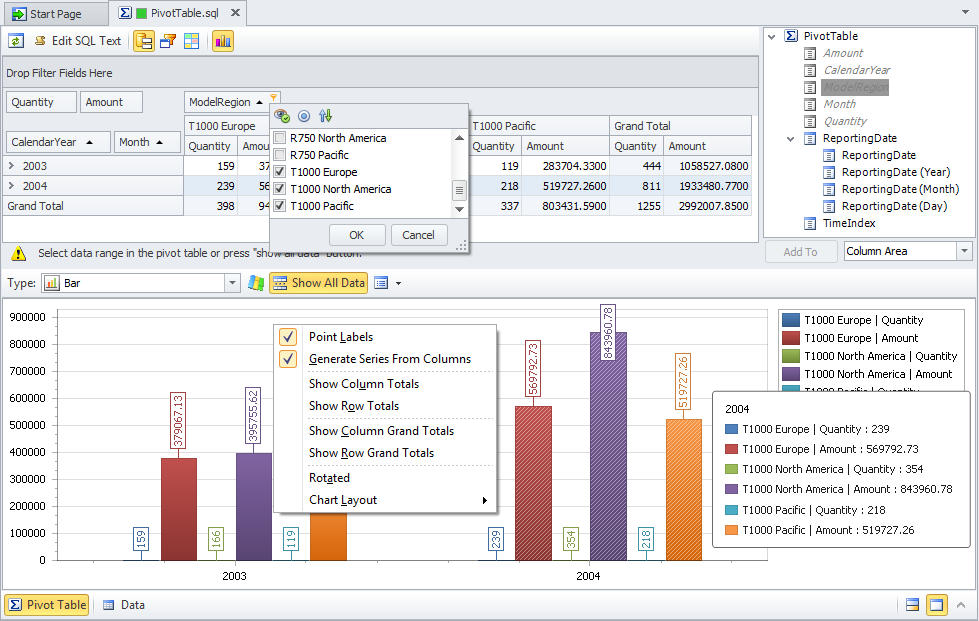 Start Page
PivotTable.sql
Edit SQL Text
Drop Filter Fields Here
Quantity Amount ModelRegion
T1000 Europe T1000 Pacific Grand Total
CalendarYear Month Quantity Amou Quantity Amount Quantity Amount
2003 159 37 119 283704.3300 444 1058527.0800
2004 239 56 218 519727.2600 811 1933480.7700
Grand Total 398 94 337 803431.5900 1255 2992007.8500
R750 North America
R750 Pacific
T1000 Europe
T1000 North America
T1000 Pacific
OK Cancel
Select data range in the pivot table or press "show all data" button.
PivotTable
Amount
CalendarYear
ModelRegion
Month
Quantity
ReportingDate
ReportingDate
ReportingDate (Year)
ReportingDate (Month)
ReportingDate (Day)
TimeIndex
Add To Column Area
Type: Bar Show All Data
900000
800000
700000
600000
500000
400000
300000
200000
100000
0
159
379067.13
166
395755.62
119
239
569792.73
354
843960.78
218
519727.26
2003
2004
Point Labels
Generate Series From Columns
Show Column Totals
Show Row Totals
Show Column Grand Totals
Show Row Grand Totals
Rotated
Chart Layout
T1000 Europe | Quantity
T1000 Europe | Amount
T1000 North America | Quantity
T1000 North America | Amount
T1000 Pacific | Quantity
2004
T1000 Europe | Quantity : 239
T1000 Europe | Amount : 569792.73
T1000 North America | Quantity : 354
T1000 North America | Amount : 843960.78
T1000 Pacific | Quantity : 218
T1000 Pacific | Amount : 519727.26
Pivot Table Data